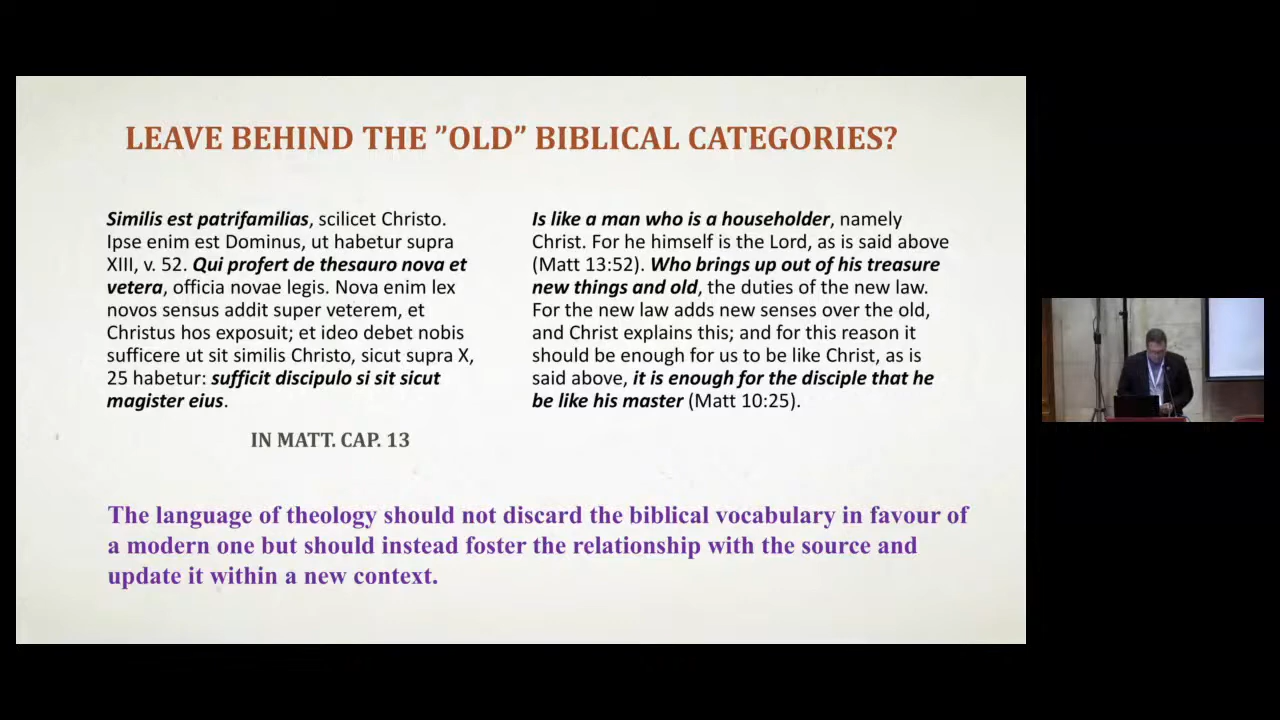 LEAVE BEHIND THE ”OLD” BIBLICAL CATEGORIES?
Similis est patrifamilias, scilicet Christo.
Ipse enim est Dominus, ut habetur supra
XIII, v. 52. Qui profert de thesauro nova et
vetera, officia novae legis. Nova enim lex
novos sensus addit super veterem, et
Christus hos exposuit; et ideo debet nobis
sufficere ut sit similis Christo, sicut supra X,
25 habetur: sufficit discipulo si sit sicut
magister eius.
IN MATT. CAP. 13
Is like a man who is a householder, namely
Christ. For he himself is the Lord, as is said above
(Matt 13:52). Who brings up out of his treasure
new things and old, the duties of the new law.
For the new law adds new senses over the old,
and Christ explains this; and for this reason it
should be enough for us to be like Christ, as is
said above, it is enough for the disciple that he
be like his master (Matt 10:25).
The language of theology should not discard the biblical vocabulary in favour of
a modern one but should instead foster the relationship with the source and
update it within a new context.